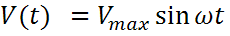 V(t) = V_max sin ωt